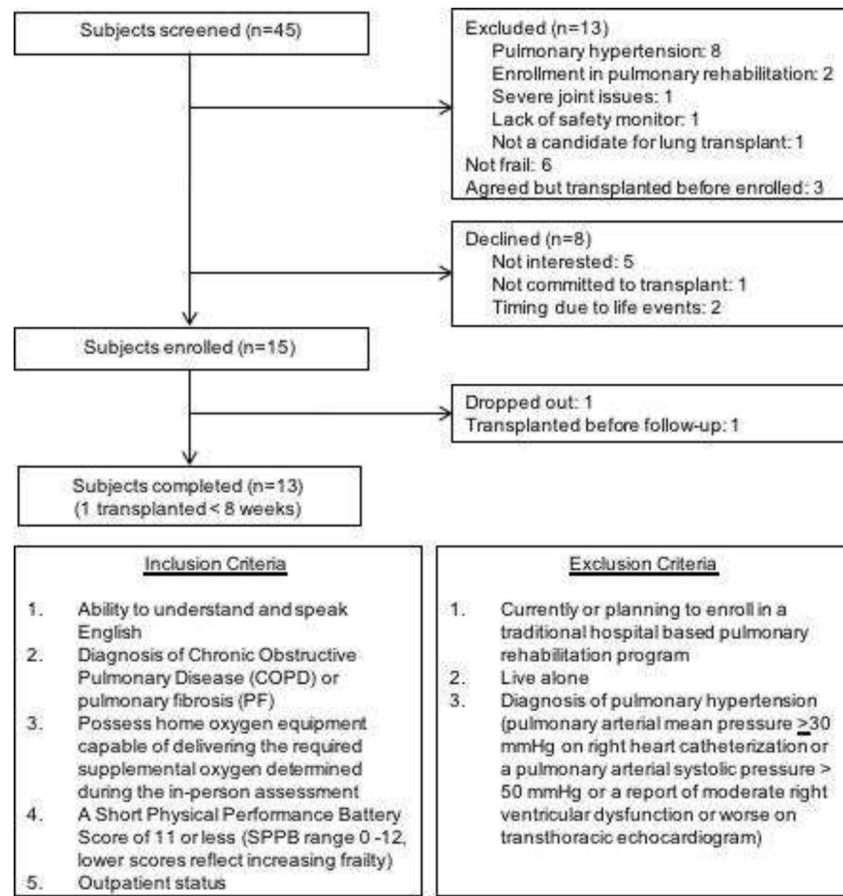 Subjects screened (n=45)
Excluded (n=13)
Pulmonary hypertension: 8
Enrollment in pulmonary rehabilitation: 2
Severe joint issues: 1
Lack of safety monitor: 1
Not a candidate for lung transplant: 1
Not frail: 6
Agreed but transplanted before enrolled: 3
Declined (n=8)
Not interested: 5
Not committed to transplant: 1
Timing due to life events: 2
Subjects enrolled (n=15)
Dropped out: 1
Transplanted before follow-up: 1
Subjects completed (n=13)
(1 transplanted < 8 weeks)
Inclusion Criteria
1. Ability to understand and speak
English
2. Diagnosis of Chronic Obstructive
Pulmonary Disease (COPD) or
pulmonary fibrosis (PF)
3. Possess home oxygen equipment
capable of delivering the required
supplemental oxygen determined
during the in-person assessment
4. A Short Physical Performance Battery
Score of 11 or less (SPPB range 0 -12,
lower scores reflect increasing frailty)
5. Outpatient status
Exclusion Criteria
1. Currently or planning to enroll in a
traditional hospital based pulmonary
rehabilitation program
2. Live alone
3. Diagnosis of pulmonary hypertension
(pulmonary arterial mean pressure ≥30
mmHg on right heart catheterization or
a pulmonary arterial systolic pressure >
50 mmHg or a report of moderate right
ventricular dysfunction or worse on
transthoracic echocardiogram)